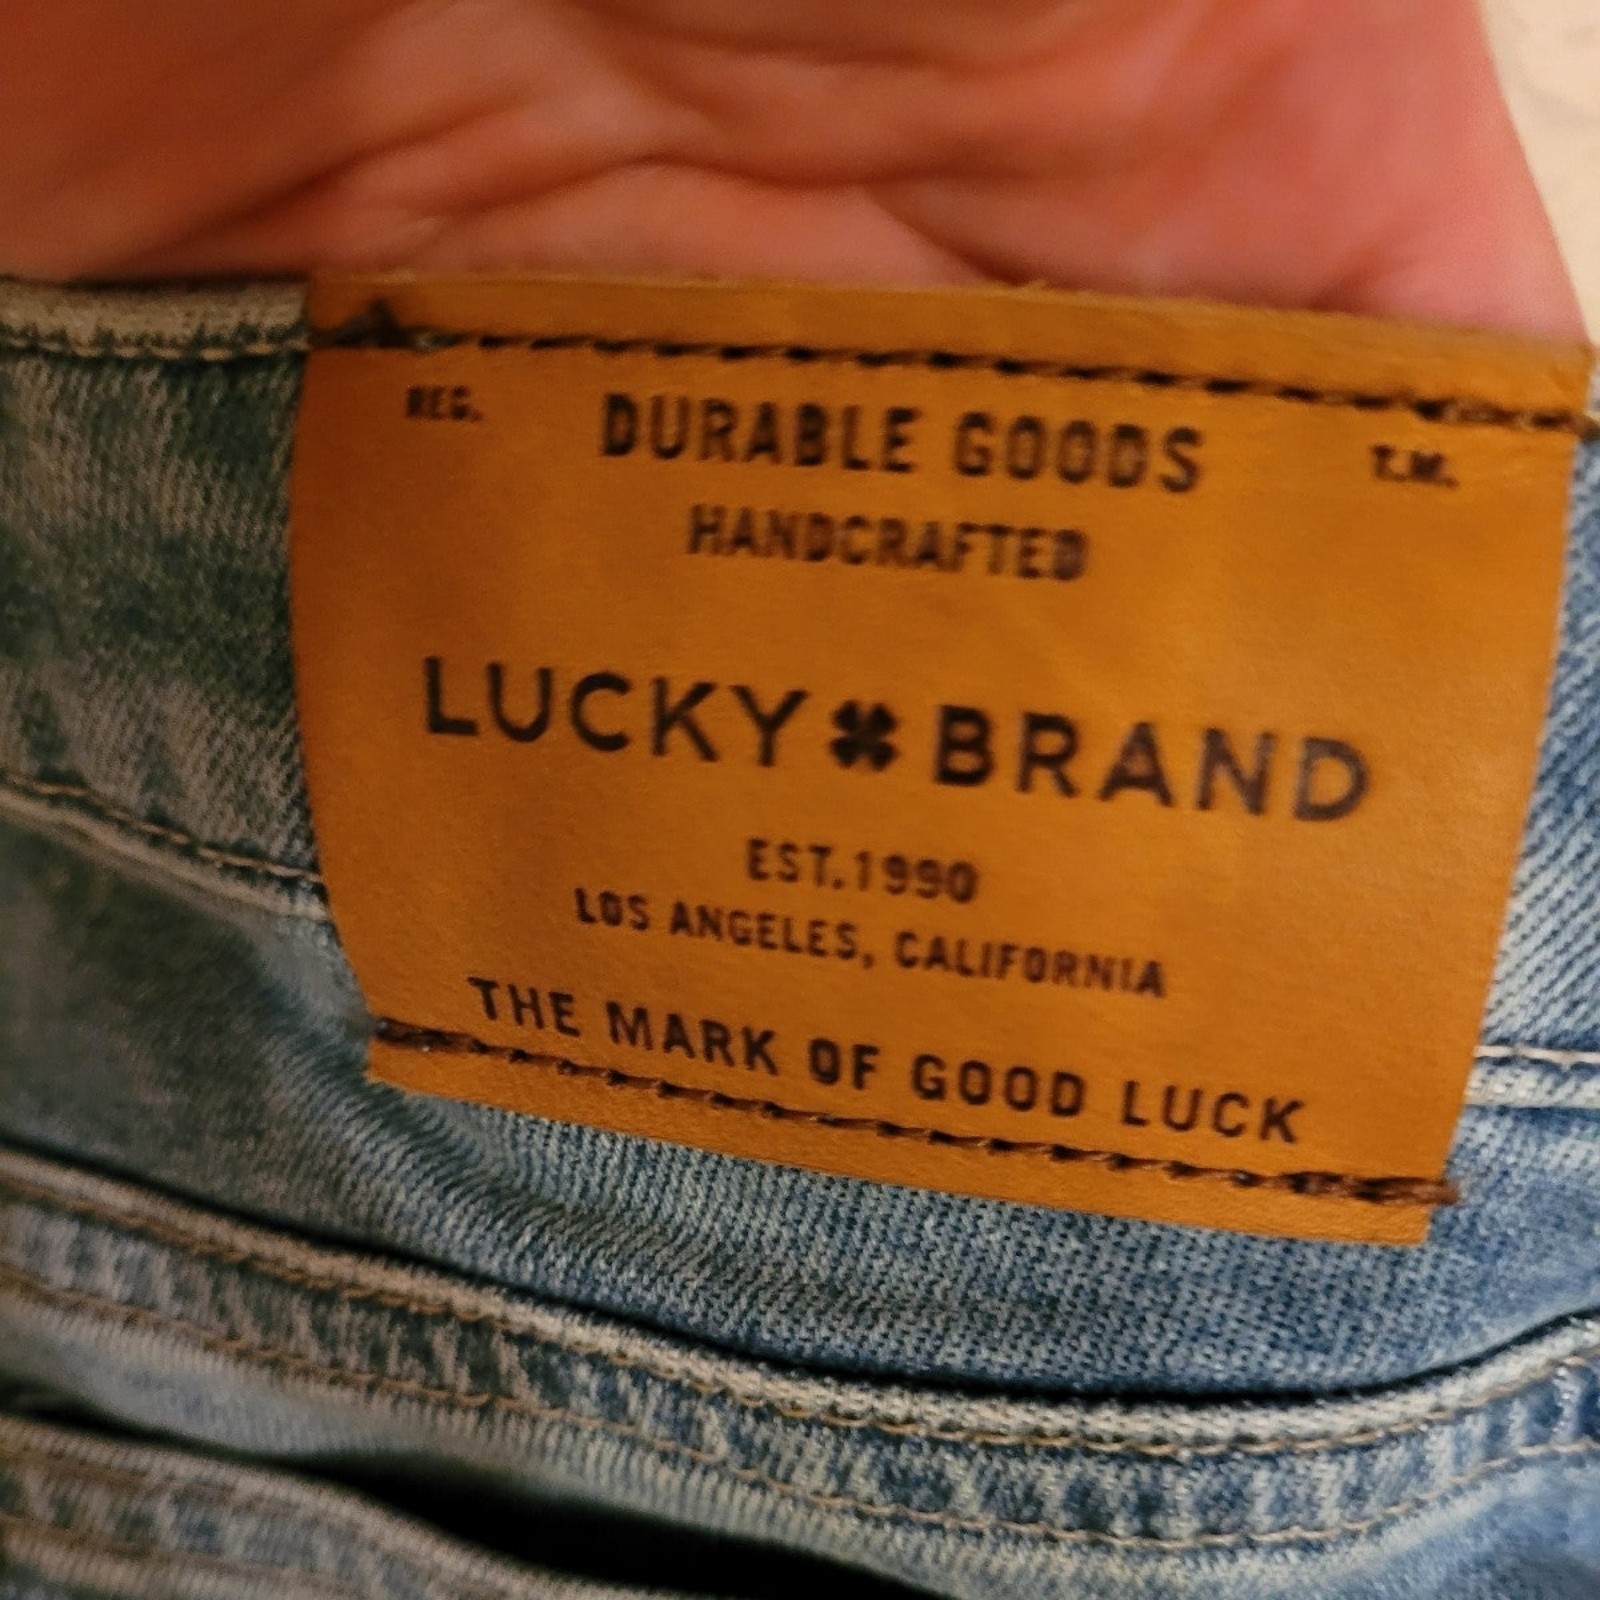 REG. DURABLE GOODS T.M.
HANDCRAFTED
LUCKY BRAND
EST.1990
LOS ANGELES, CALIFORNIA
THE MARK OF GOOD LUCK